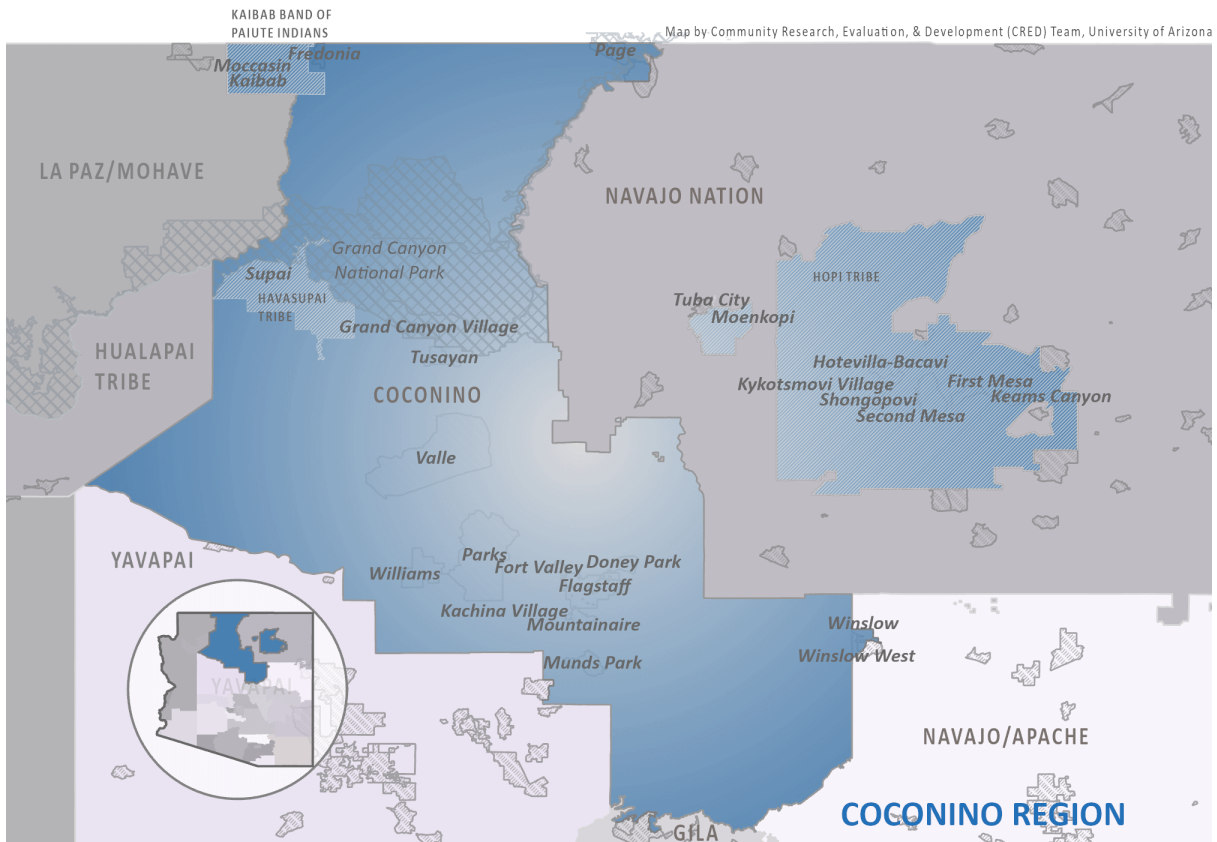 KAIBAB BAND OF
PAIUTE INDIANS
Map by Community Research, Evaluation, & Development (CRED) Team, University of Arizona
Fredonia
Page
Moccasin
Kaibab
LA PAZ/MOHAVE
NAVAJO NATION
Grand Canyon
National Park
Supai
HOPI TRIBE
HAVASUPAI
TRIBE
Tuba City
Moenkopi
Grand Canyon Village
HUALAPAI
TRIBE
Tusayan
Hotevilla-Bacavi
COCONINO
Kykotsmovi Village
First Mesa
Shongopovi
Keams Canyon
Second Mesa
Valle
YAVAPAI
Parks
Fort Valley
Doney Park
Williams
Flagstaff
Kachina Village
Mountainaire
Winslow
Munds Park
Winslow West
YAVAPAI
NAVAJO/APACHE
COCONINO REGION
GILA